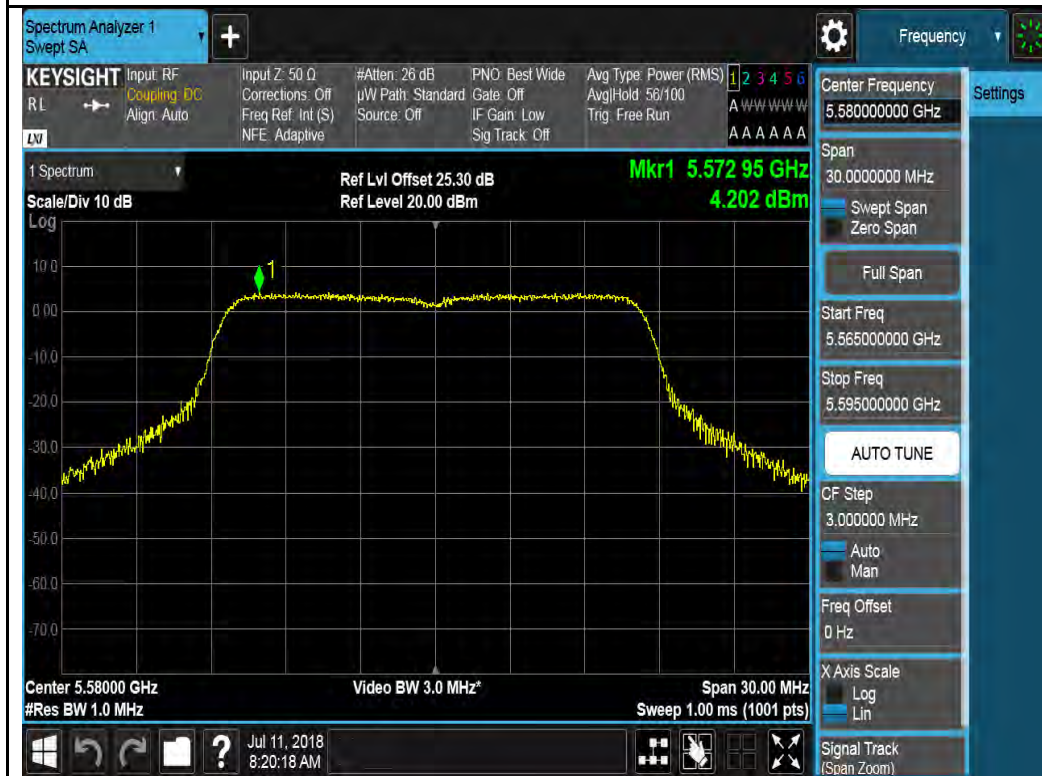 Spectrum Analyzer 1
Swept SA
+
Frequency
KEYSIGHT
RL
LXI
Input: RF
Coupling: DC
Align: Auto
Input Z: 50 Ω
Corrections: Off
Freq Ref: Int (S)
NFE: Adaptive
#Atten: 26 dB
µW Path: Standard
Source: Off
PNO: Best Wide
Gate: Off
IF Gain: Low
Sig Track: Off
Avg Type: Power (RMS)
Avg|Hold: 56/100
Trig: Free Run
1 2 3 4 5 6
A W W W W W
A A A A A A
1 Spectrum
Scale/Div 10 dB
Log
Ref Lvl Offset 25.30 dB
Ref Level 20.00 dBm
Mkr1 5.572 95 GHz
4.202 dBm
1
10.0
0.00
-10.0
-20.0
-30.0
-40.0
-50.0
-60.0
-70.0
Center 5.58000 GHz
#Res BW 1.0 MHz
Video BW 3.0 MHz*
Span 30.00 MHz
Sweep 1.00 ms (1001 pts)
Center Frequency
5.580000000 GHz
Settings
Span
30.0000000 MHz
Swept Span
Zero Span
Full Span
Start Freq
5.565000000 GHz
Stop Freq
5.595000000 GHz
AUTO TUNE
CF Step
3.000000 MHz
Auto
Man
Freq Offset
0 Hz
X Axis Scale
Log
Lin
Signal Track
(Span Zoom)
?
Jul 11, 2018
8:20:18 AM